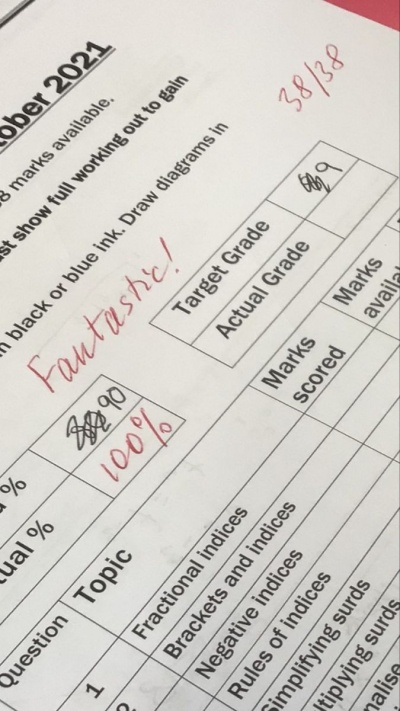 ober 2021
8 marks available.
st show full working out to gain
in black or blue ink. Draw diagrams in
38/38
Fantastic!
Target Grade 9
Actual Grade
% 90
ual % 100%
Question Topic Marks scored Marks
1 Fractional indices
Brackets and indices
Negative indices
Rules of indices
Simplifying surds
ltiplying surds
nalise